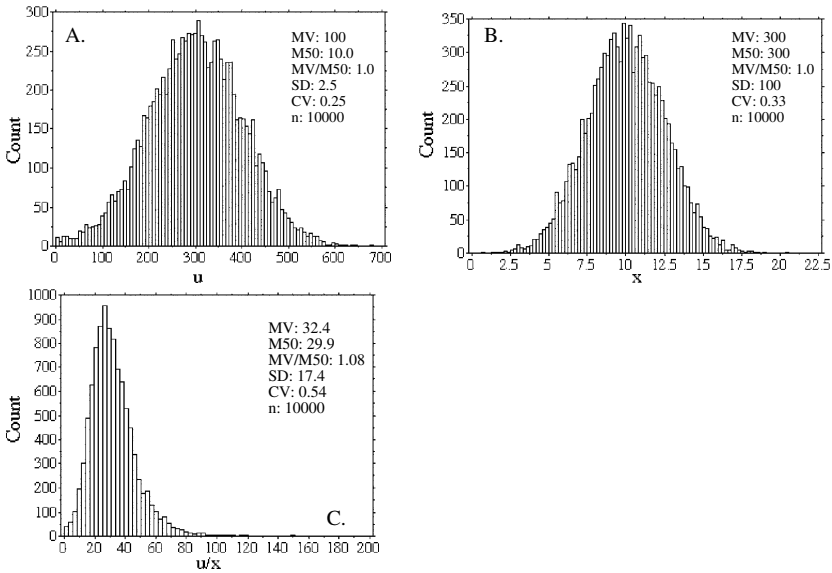 A.
MV: 100
M50: 10.0
MV/M50: 1.0
SD: 2.5
CV: 0.25
n: 10000
300
250
200
150
100
50
0
Count
0 100 200 300 400 500 600 700
u
B.
MV: 300
M50: 300
MV/M50: 1.0
SD: 100
CV: 0.33
n: 10000
350
300
250
200
150
100
50
0
Count
0 2.5 5 7.5 10 12.5 15 17.5 20 22.5
x
MV: 32.4
M50: 29.9
MV/M50: 1.08
SD: 17.4
CV: 0.54
n: 10000
C.
1000
900
800
700
600
500
400
300
200
100
0
Count
0 20 40 60 80 100 120 140 160 180 200
u/x